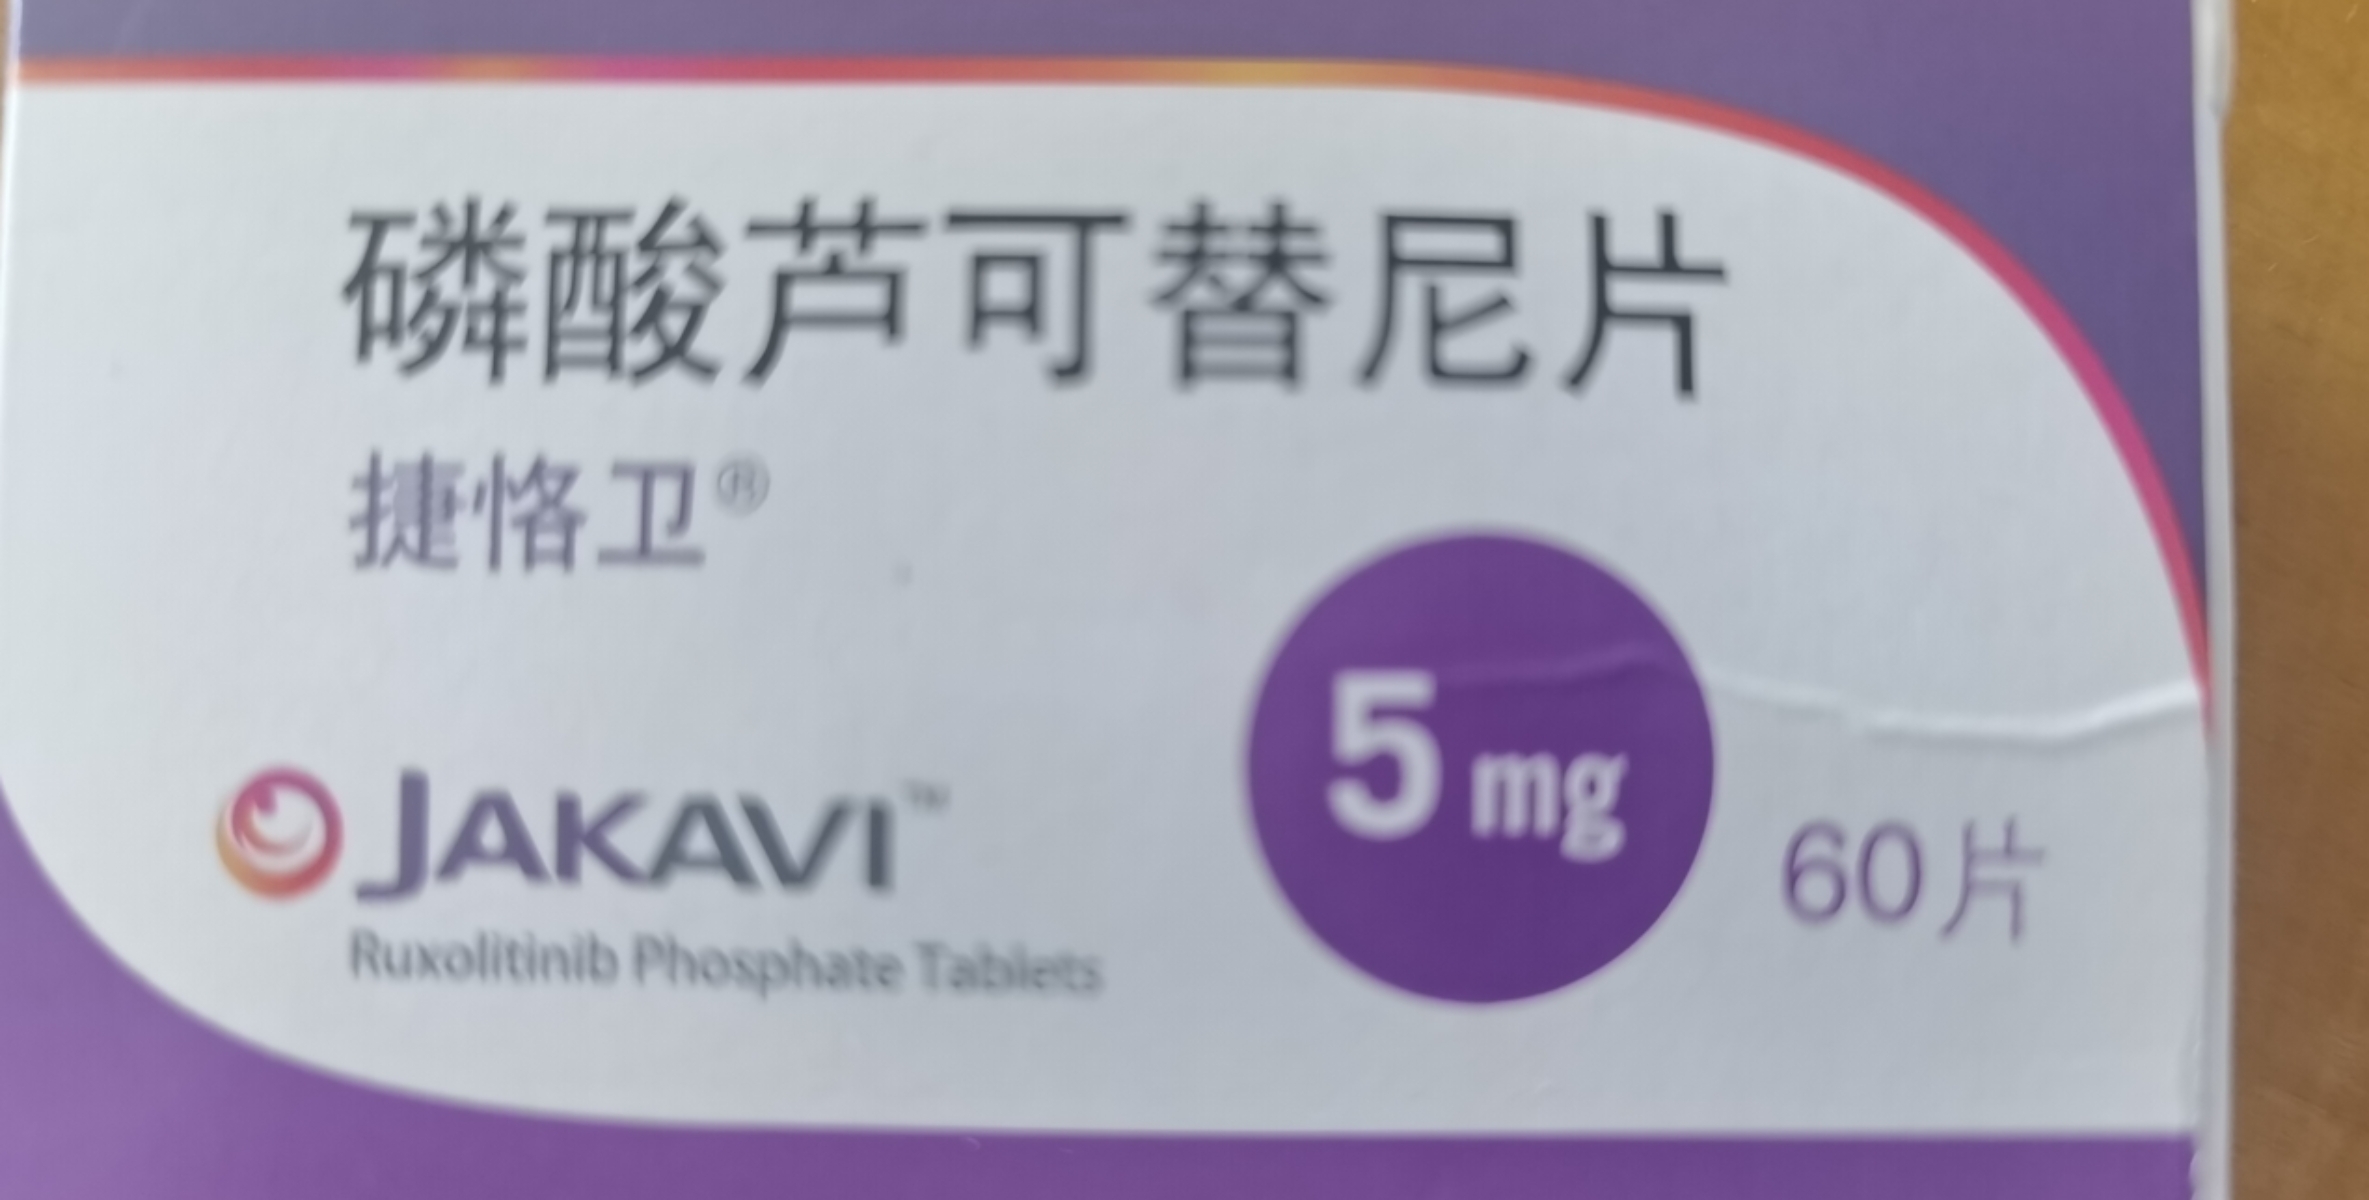 磷酸芦可替尼片
捷恪卫®
JAKAVI™
Ruxolitinib Phosphate Tablets
5 mg
60片